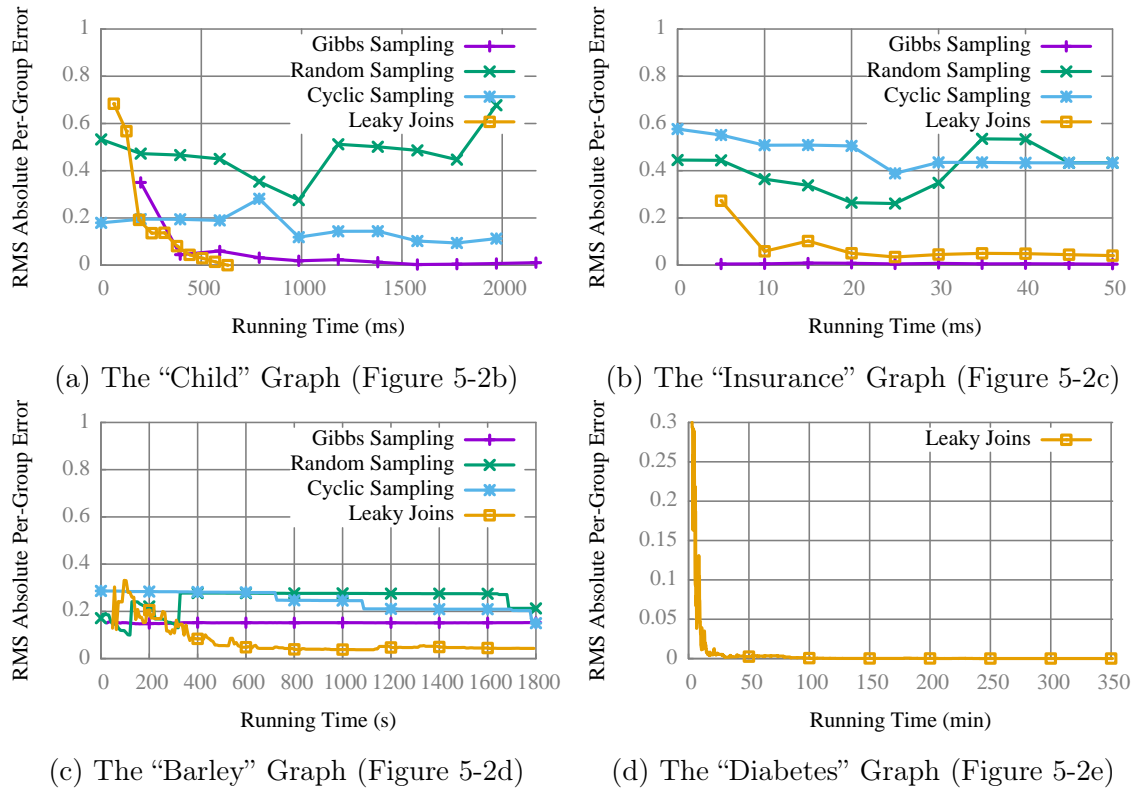 RMS Absolute Per-Group Error
1
0.8
0.6
0.4
0.2
0
0 500 1000 1500 2000
Running Time (ms)
Gibbs Sampling
Random Sampling
Cyclic Sampling
Leaky Joins
(a) The “Child” Graph (Figure 5-2b)
RMS Absolute Per-Group Error
1
0.8
0.6
0.4
0.2
0
0 10 20 30 40 50
Running Time (ms)
Gibbs Sampling
Random Sampling
Cyclic Sampling
Leaky Joins
(b) The “Insurance” Graph (Figure 5-2c)
RMS Absolute Per-Group Error
1
0.8
0.6
0.4
0.2
0
0 200 400 600 800 1000 1200 1400 1600 1800
Running Time (s)
Gibbs Sampling
Random Sampling
Cyclic Sampling
Leaky Joins
(c) The “Barley” Graph (Figure 5-2d)
RMS Absolute Per-Group Error
0.3
0.25
0.2
0.15
0.1
0.05
0
0 50 100 150 200 250 300 350
Running Time (min)
Leaky Joins
(d) The “Diabetes” Graph (Figure 5-2e)